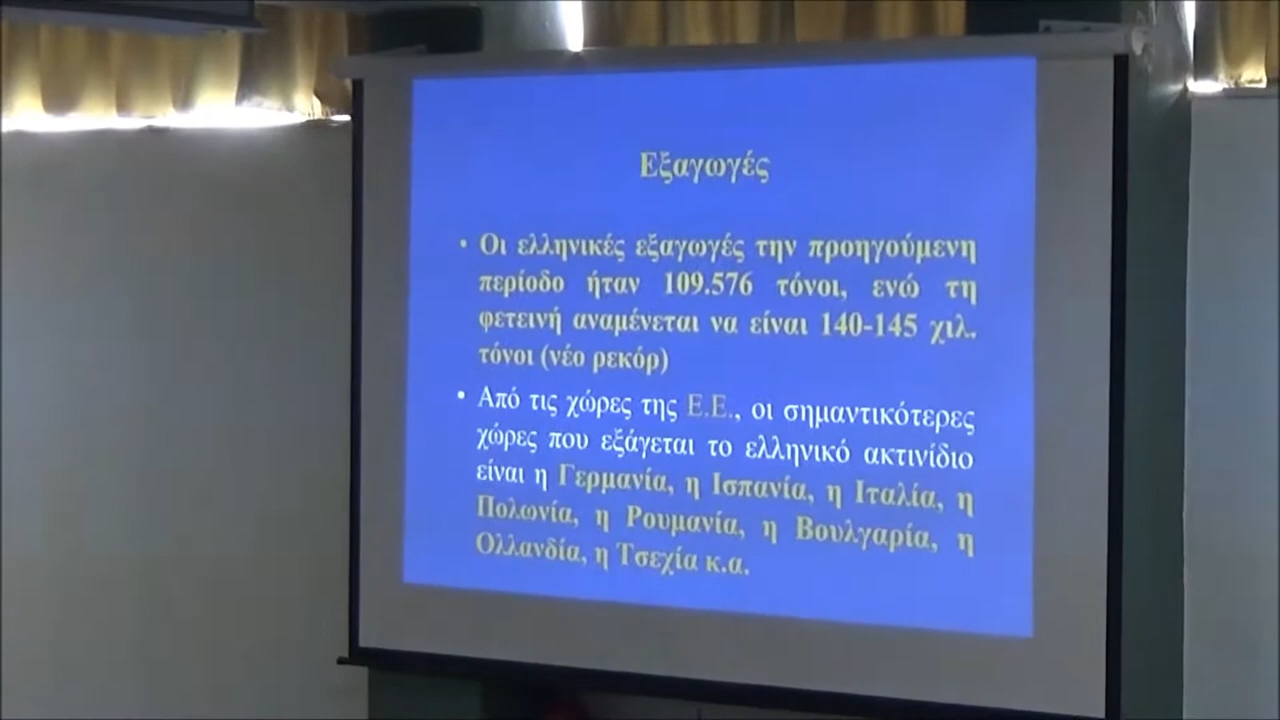 Εξαγωγές
• Οι ελληνικές εξαγωγές την προηγούμενη
περίοδο ήταν 109.576 τόνοι, ενώ τη
φετεινή αναμένεται να είναι 140-145 χιλ.
τόνοι (νέο ρεκόρ)
• Από τις χώρες της Ε.Ε., οι σημαντικότερες
χώρες που εξάγεται το ελληνικό ακτινίδιο
είναι η Γερμανία, η Ισπανία, η Ιταλία, η
Πολωνία, η Ρουμανία, η Βουλγαρία, η
Ολλανδία, η Τσεχία κ.α.